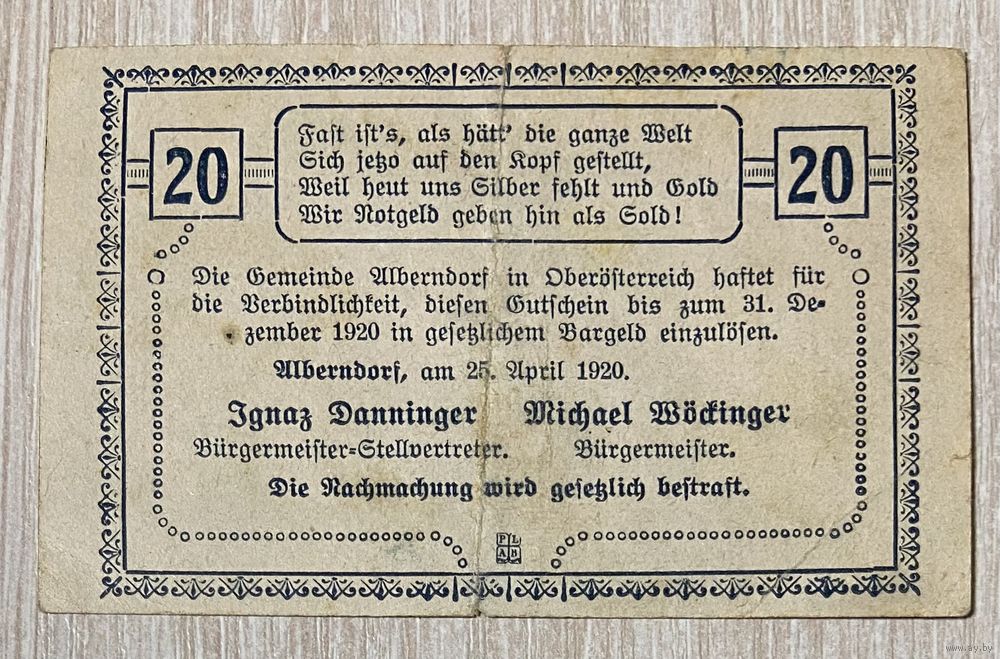 Fast ist's, als hätt' die ganze Welt
Sich jetzo auf den Kopf gestellt,
Weil heut uns Silber fehlt und Gold
Wir Notgeld geben hin als Sold!
20
20
Die Gemeinde Alberndorf in Oberösterreich haftet für
die Verbindlichkeit, diesen Gutschein bis zum 31. De-
zember 1920 in gesetzlichem Bargeld einzulösen.
Alberndorf, am 25. April 1920.
Ignaz Danninger Michael Wöckinger
Bürgermeister-Stellvertreter. Bürgermeister.
Die Nachmachung wird gesetzlich bestraft.
P L
A B
www.ay.by